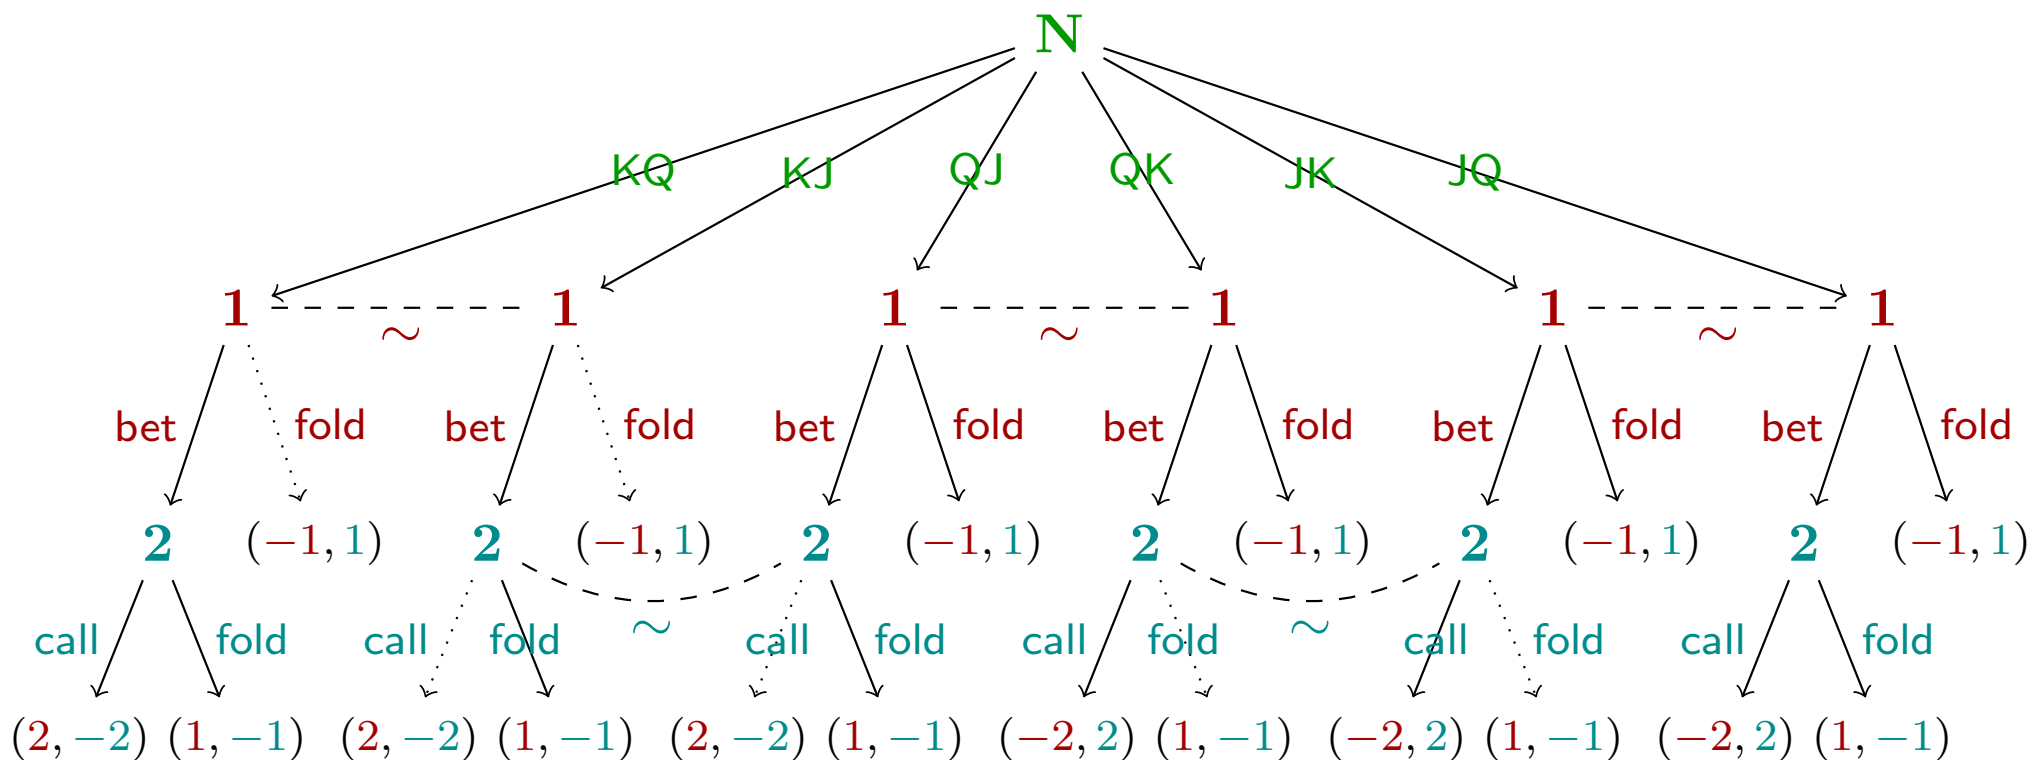 N
KQ KJ QJ QK JK JQ
1 1 1 1 1 1
∼ ∼ ∼
bet fold bet fold bet fold bet fold bet fold bet fold
2 (−1, 1) 2 (−1, 1) 2 (−1, 1) 2 (−1, 1) 2 (−1, 1) 2 (−1, 1)
∼ ∼
call fold call fold call fold call fold call fold call fold
(2, −2) (1, −1) (2, −2) (1, −1) (2, −2) (1, −1) (−2, 2) (1, −1) (−2, 2) (1, −1) (−2, 2) (1, −1)